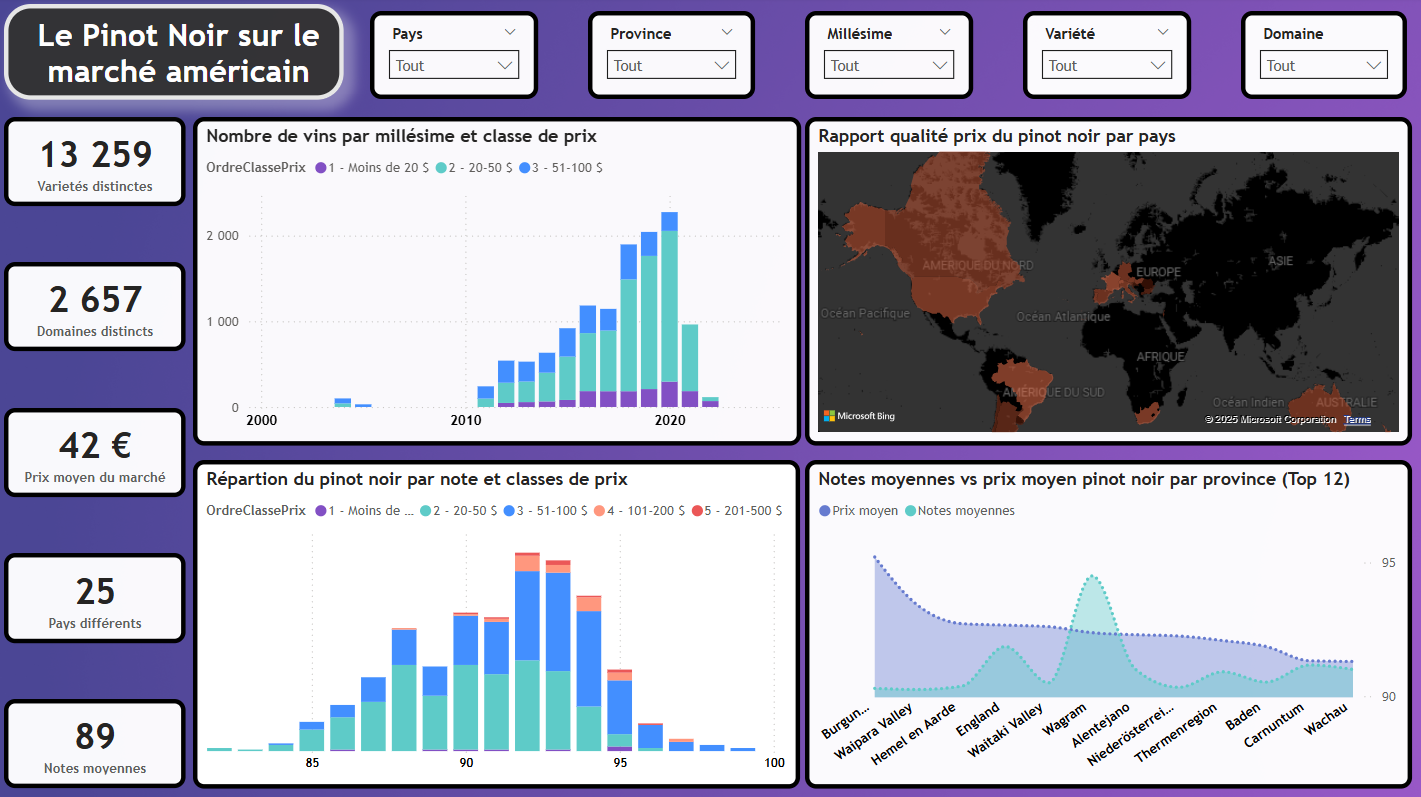 Le Pinot Noir sur le
marché américain
Pays
Tout
Province
Tout
Millésime
Tout
Variété
Tout
Domaine
Tout
13 259
Varietés distinctes
2 657
Domaines distincts
42 €
Prix moyen du marché
25
Pays différents
89
Notes moyennes
Nombre de vins par millésime et classe de prix
OrdreClassePrix 1 - Moins de 20 $ 2 - 20-50 $ 3 - 51-100 $
2 000
1 000
0
2000 2010 2020
Rapport qualité prix du pinot noir par pays
AMÉRIQUE DU NORD
EUROPE
ASIE
Océan Pacifique
Océan Atlantique
AFRIQUE
AMÉRIQUE DU SUD
Océan Indien
AUSTRALIE
Microsoft Bing
© 2025 Microsoft Corporation Terms
Répartion du pinot noir par note et classes de prix
OrdreClassePrix 1 - Moins de ... 2 - 20-50 $ 3 - 51-100 $ 4 - 101-200 $ 5 - 201-500 $
85 90 95 100
Notes moyennes vs prix moyen pinot noir par province (Top 12)
Prix moyen Notes moyennes
95
90
Burgun...
Waipara Valley
Hemel en Aarde
England
Waitaki Valley
Wagram
Alentejano
Niederösterrei...
Thermenregion
Baden
Carnuntum
Wachau